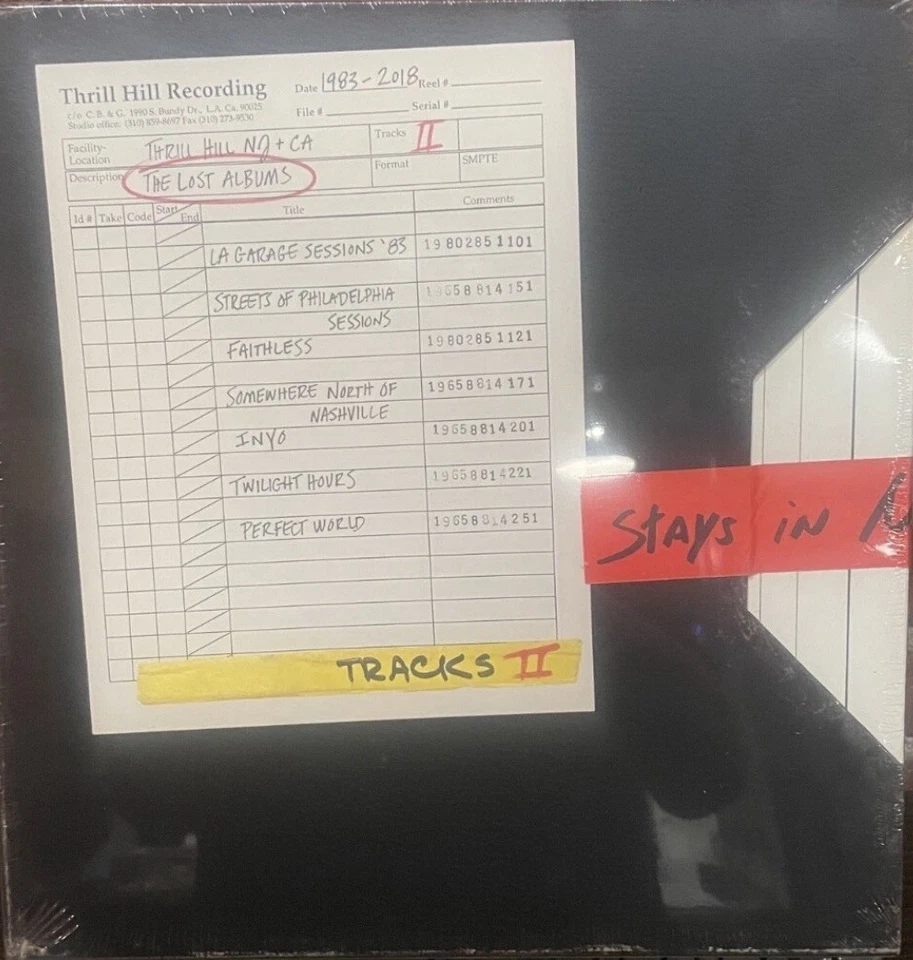 Thrill Hill Recording
c/o C. B. & G. 1990 S. Bundy Dr., L.A. Ca. 90025
Studio office: (310) 859-8697 Fax (310) 273-9530
Date 1983-2018 Reel #
File # Serial #
Facility-Location THRILL HILL NJ + CA
Tracks II
Description THE LOST ALBUMS
Format
SMPTE
Id # Take Code Start End Title Comments
LA GARAGE SESSIONS '83 19802851101
STREETS OF PHILADELPHIA 19658814151
SESSIONS
FAITHLESS 19802851121
SOMEWHERE NORTH OF 19658814171
NASHVILLE
INYO 19658814201
TWILIGHT HOURS 19658814221
PERFECT WORLD 19658814251
TRACKS II
STAYS IN